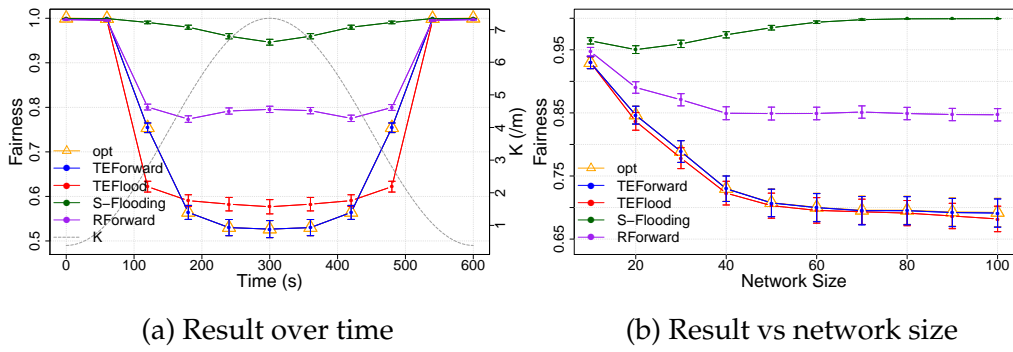 1.0
0.9
0.8
0.7
0.6
0.5
Fairness
opt
TEForward
TEFlood
S−Flooding
RForward
K
7
6
5
4
3
2
1
K (/m)
0 100 200 300 400 500 600
Time (s)
(a) Result over time
0.95
0.85
0.75
0.65
Fairness
opt
TEForward
TEFlood
S−Flooding
RForward
20 40 60 80 100
Network Size
(b) Result vs network size